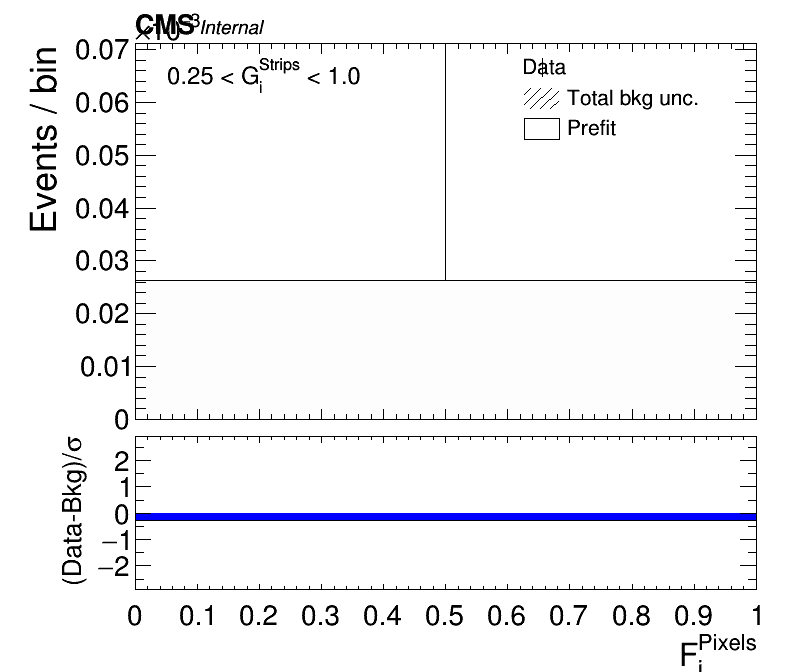 CMS Internal
×10⁻³
0.07
0.06
0.05
0.04
0.03
0.02
0.01
0
Events / bin
0.25 < G_i^Strips < 1.0
Data
Total bkg unc.
Prefit
2
1
0
−1
−2
(Data-Bkg)/σ
0 0.1 0.2 0.3 0.4 0.5 0.6 0.7 0.8 0.9 1
F_i^Pixels